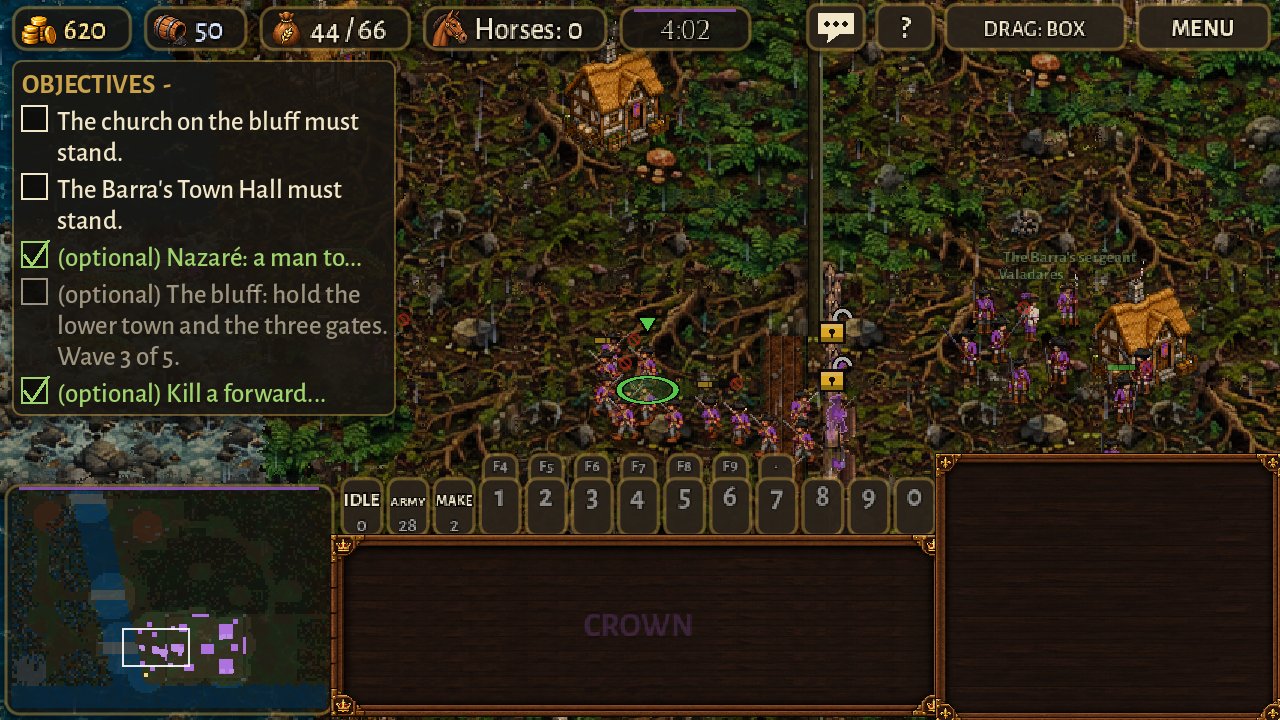 620
50
44/66
Horses: 0
4:02
?
DRAG: BOX
MENU
OBJECTIVES -
The church on the bluff must
stand.
The Barra's Town Hall must
stand.
(optional) Nazaré: a man to...
(optional) The bluff: hold the
lower town and the three gates.
Wave 3 of 5.
(optional) Kill a forward...
The Barra's sergeant
Valadares
F4 F5 F6 F7 F8 F9 .
IDLE ARMY MAKE 1 2 3 4 5 6 7 8 9 0
0 28 2
CROWN